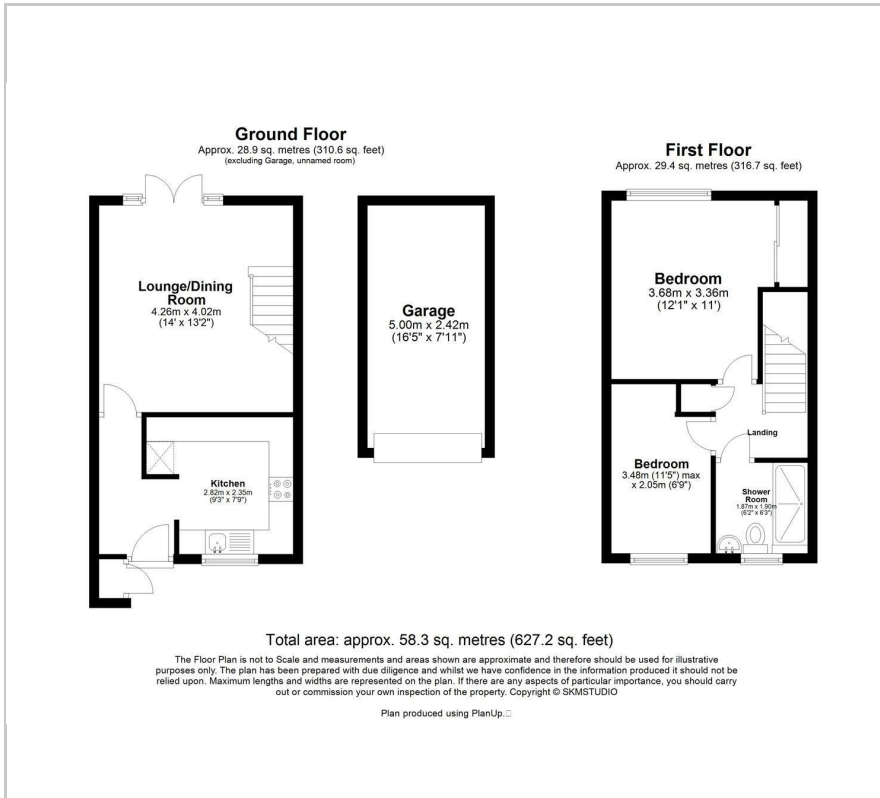 Ground Floor
Approx. 28.9 sq. metres (310.6 sq. feet)
(excluding Garage, unnamed room)
Lounge/Dining
Room
4.26m x 4.02m
(14' x 13'2")
Kitchen
2.82m x 2.35m
(9'3" x 7'9")
Garage
5.00m x 2.42m
(16'5" x 7'11")
First Floor
Approx. 29.4 sq. metres (316.7 sq. feet)
Bedroom
3.68m x 3.36m
(12'1" x 11')
Landing
Bedroom
3.48m (11'5") max
x 2.05m (6'9")
Shower
Room
1.87m x 1.90m
(6'2" x 6'3")
Total area: approx. 58.3 sq. metres (627.2 sq. feet)
The Floor Plan is not to Scale and measurements and areas shown are approximate and therefore should be used for illustrative
purposes only. The plan has been prepared with due diligence and whilst we have confidence in the information produced it should not be
relied upon. Maximum lengths and widths are represented on the plan. If there are any aspects of particular importance, you should carry
out or commission your own inspection of the property. Copyright © SKMSTUDIO
Plan produced using PlanUp.